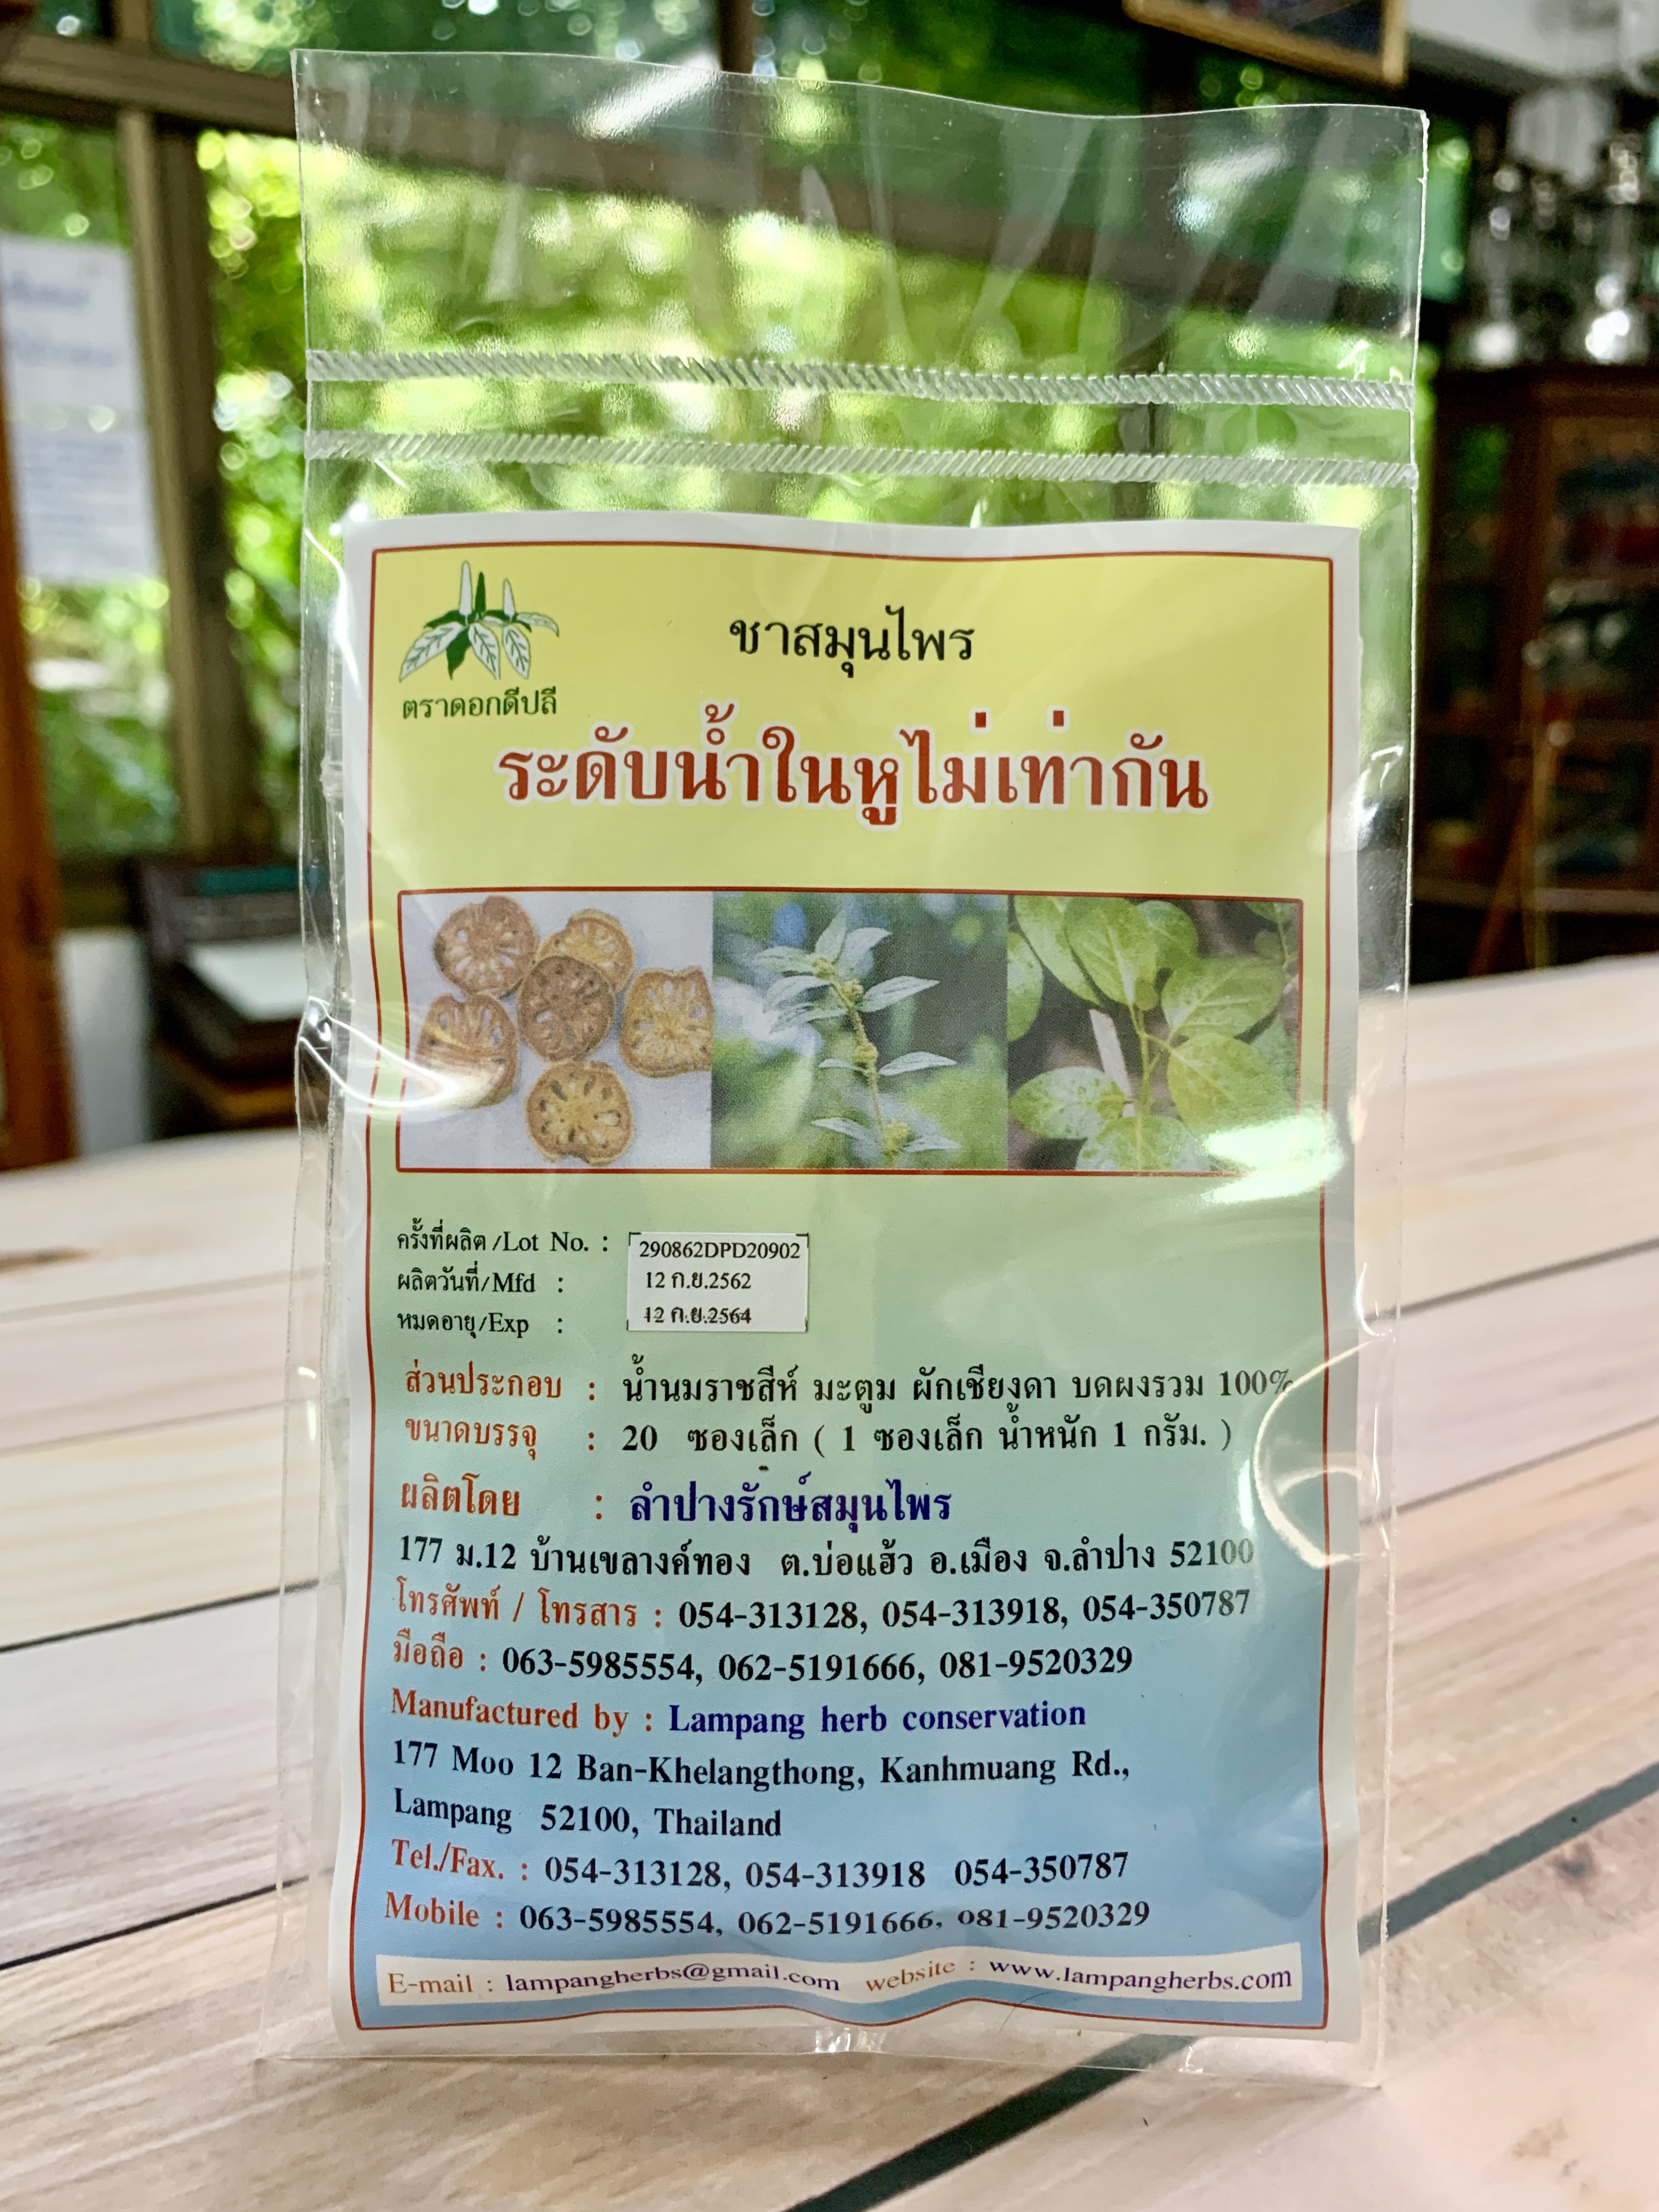 ตราดอกดีปลี
ชาสมุนไพร
ระดับน้ำในหูไม่เท่ากัน
ครั้งที่ผลิต/Lot No. : 290862DPD20902
ผลิตวันที่/Mfd : 12 ก.ย.2562
หมดอายุ/Exp : 12 ก.ย.2564
ส่วนประกอบ : น้ำนมราชสีห์ มะตูม ผักเชียงดา บดผงรวม 100%
ขนาดบรรจุ : 20 ซองเล็ก ( 1 ซองเล็ก น้ำหนัก 1 กรัม. )
ผลิตโดย : ลำปางรักษ์สมุนไพร
177 ม.12 บ้านเขลางค์ทอง ต.บ่อแฮ้ว อ.เมือง จ.ลำปาง 52100
โทรศัพท์ / โทรสาร : 054-313128, 054-313918, 054-350787
มือถือ : 063-5985554, 062-5191666, 081-9520329
Manufactured by : Lampang herb conservation
177 Moo 12 Ban-Khelangthong, Kanhmuang Rd.,
Lampang 52100, Thailand
Tel./Fax. : 054-313128, 054-313918 054-350787
Mobile : 063-5985554, 062-5191666, 081-9520329
E-mail : lampangherbs@gmail.com website : www.lampangherbs.com